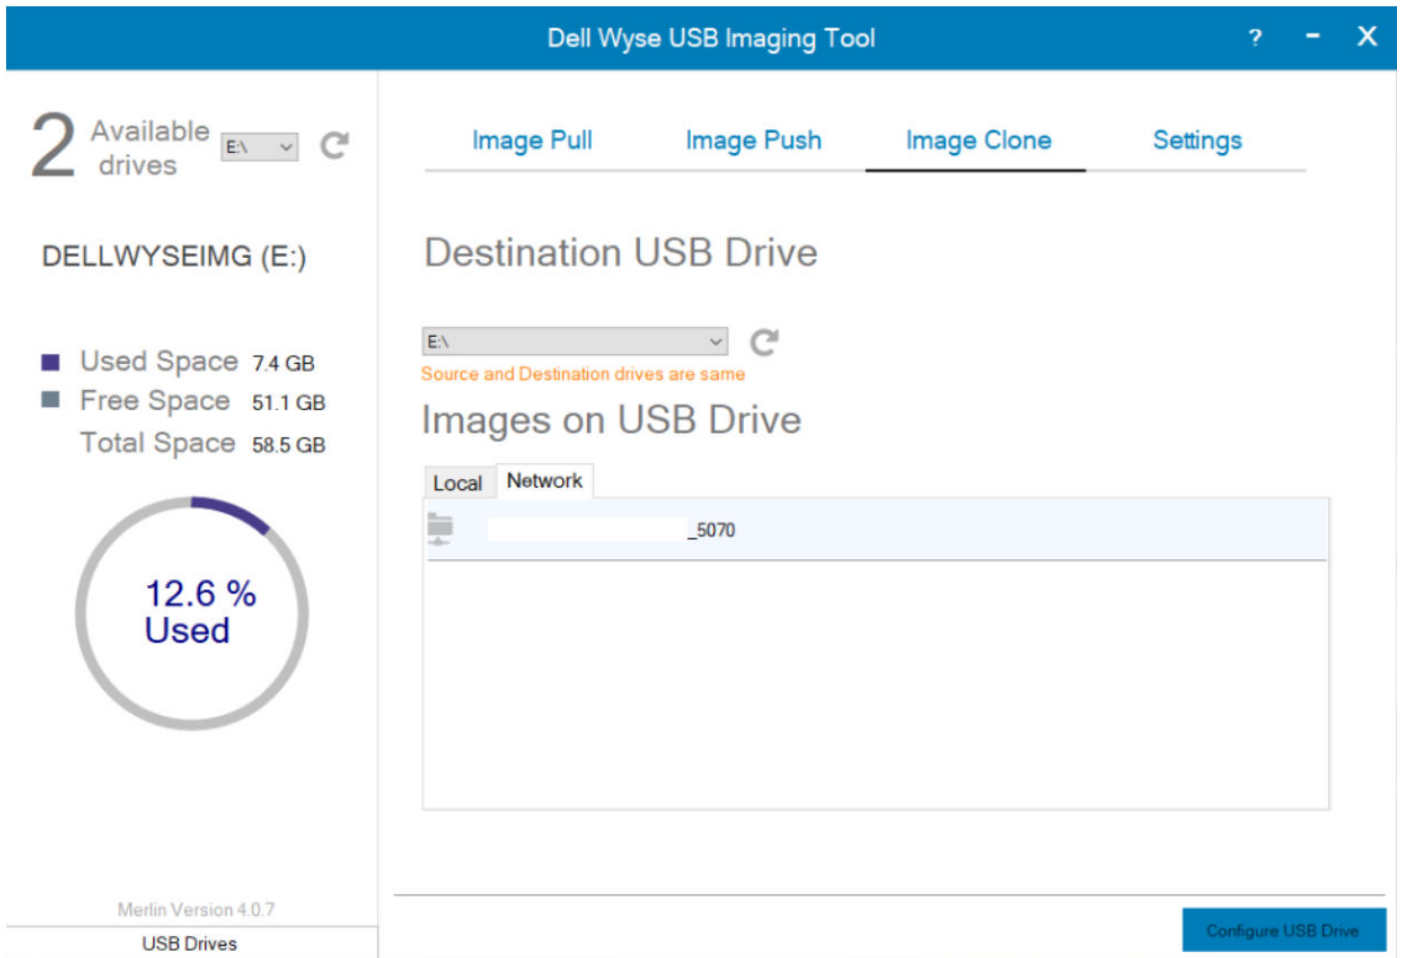 Dell Wyse USB Imaging Tool
? - X
2 Available drives
E:\
DELLWYSEIMG (E:)
Used Space 7.4 GB
Free Space 51.1 GB
Total Space 58.5 GB
12.6 %
Used
Merlin Version 4.0.7
USB Drives
Image Pull Image Push Image Clone Settings
Destination USB Drive
E:\
Source and Destination drives are same
Images on USB Drive
Local Network
_5070
Configure USB Drive